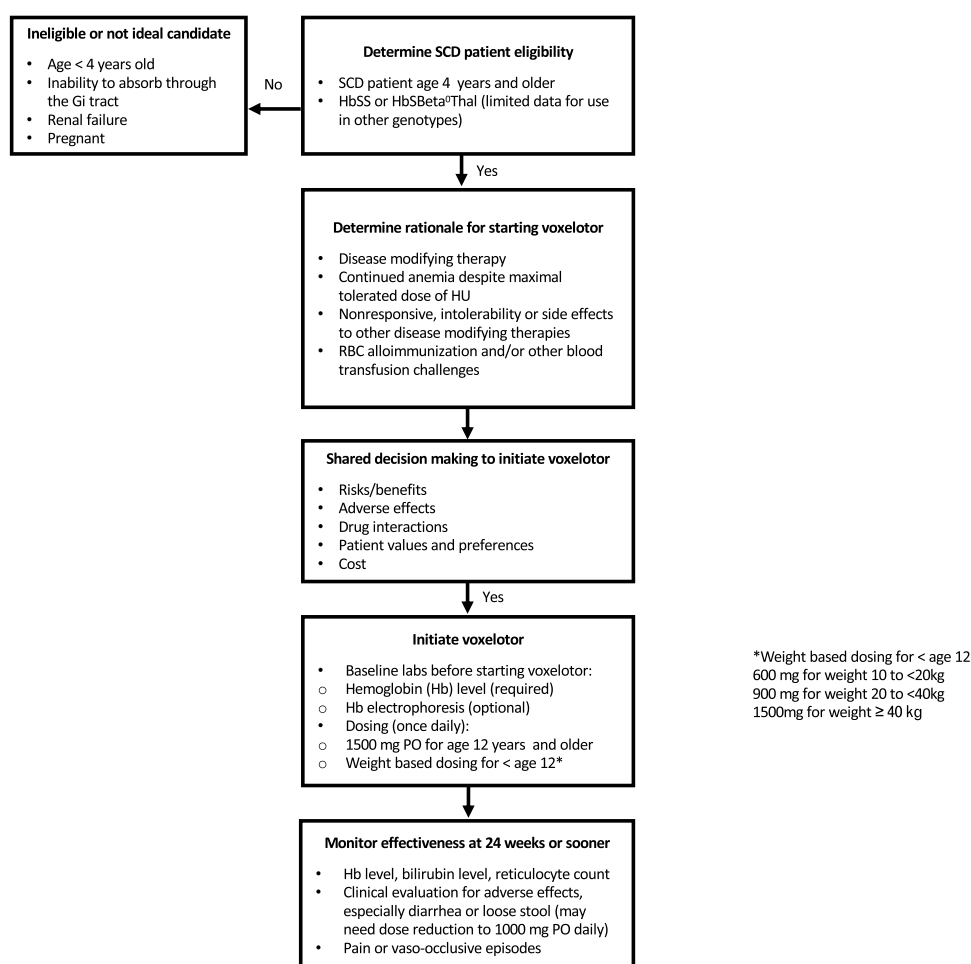 Ineligible or not ideal candidate
• Age < 4 years old
• Inability to absorb through
the Gi tract
• Renal failure
• Pregnant
No
Determine SCD patient eligibility
• SCD patient age 4 years and older
• HbSS or HbSBeta⁰Thal (limited data for use
in other genotypes)
Yes
Determine rationale for starting voxelotor
• Disease modifying therapy
• Continued anemia despite maximal
tolerated dose of HU
• Nonresponsive, intolerability or side effects
to other disease modifying therapies
• RBC alloimmunization and/or other blood
transfusion challenges
Shared decision making to initiate voxelotor
• Risks/benefits
• Adverse effects
• Drug interactions
• Patient values and preferences
• Cost
Yes
Initiate voxelotor
• Baseline labs before starting voxelotor:
○ Hemoglobin (Hb) level (required)
○ Hb electrophoresis (optional)
• Dosing (once daily):
○ 1500 mg PO for age 12 years and older
○ Weight based dosing for < age 12*
*Weight based dosing for < age 12
600 mg for weight 10 to <20kg
900 mg for weight 20 to <40kg
1500mg for weight ≥ 40 kg
Monitor effectiveness at 24 weeks or sooner
• Hb level, bilirubin level, reticulocyte count
• Clinical evaluation for adverse effects,
especially diarrhea or loose stool (may
need dose reduction to 1000 mg PO daily)
• Pain or vaso-occlusive episodes